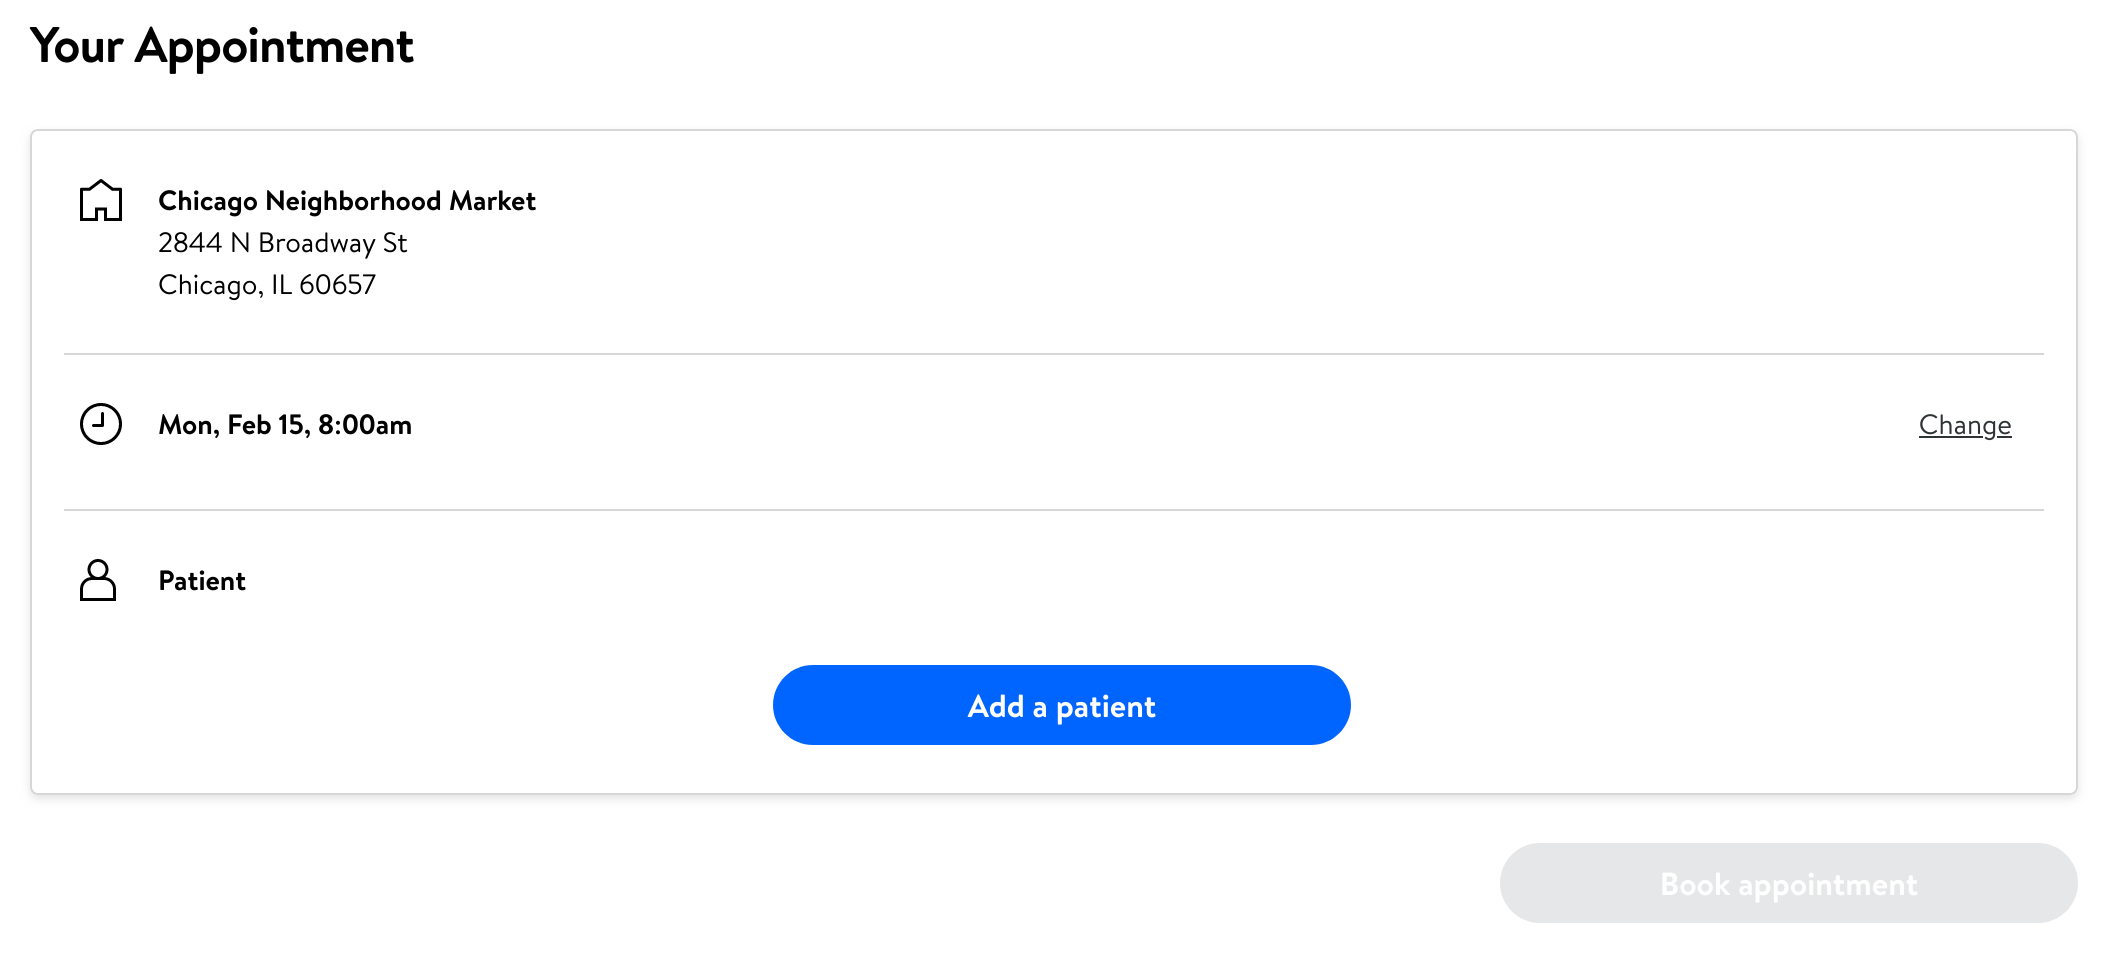 Your Appointment
Chicago Neighborhood Market
2844 N Broadway St
Chicago, IL 60657
Mon, Feb 15, 8:00am
Change
Patient
Add a patient
Book appointment